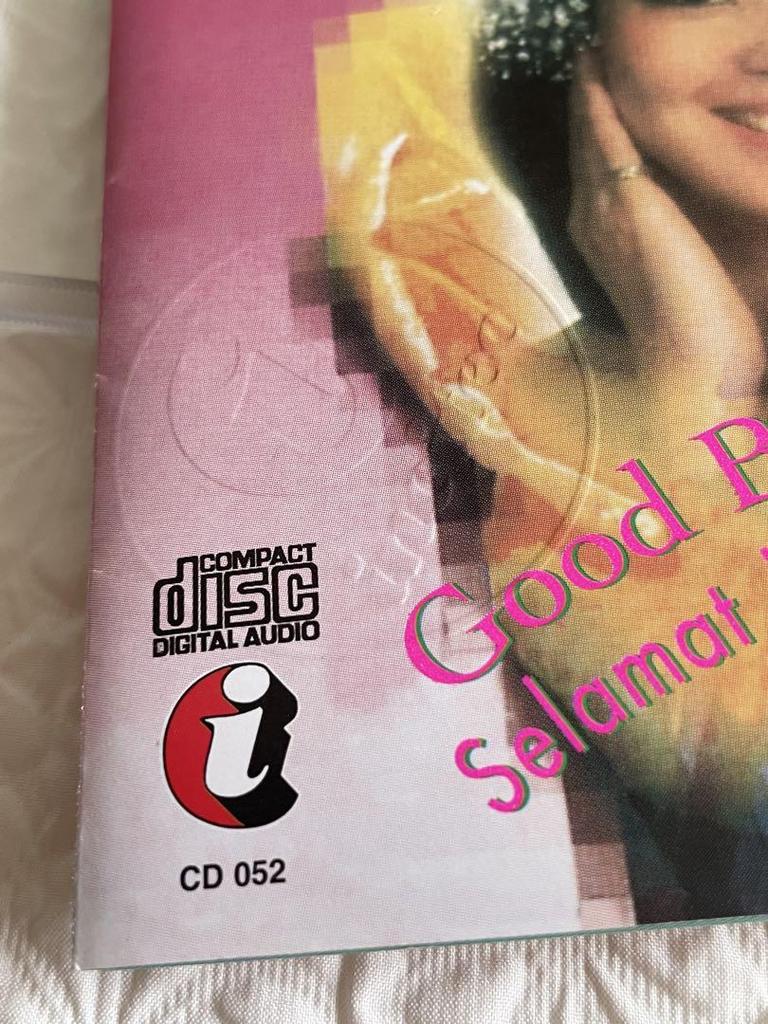 Good
Selamat
COMPACT
disc
DIGITAL AUDIO
i
CD 052